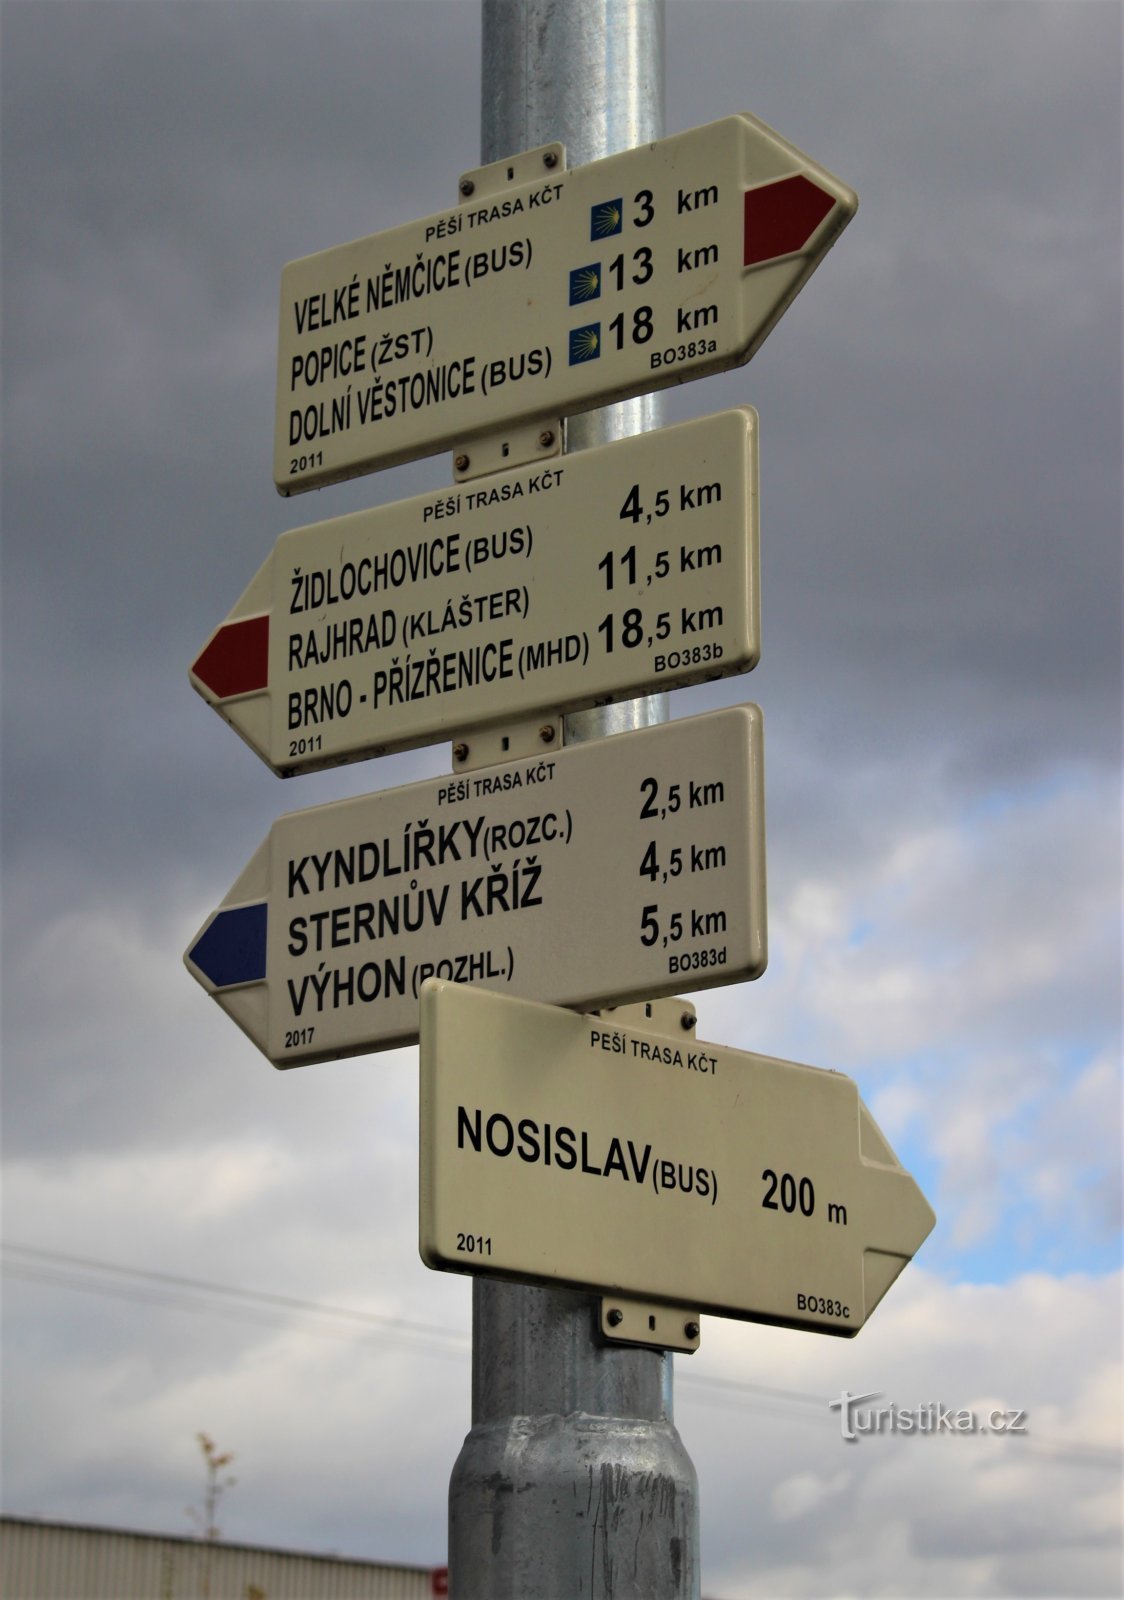 PĚŠÍ TRASA KČT
VELKÉ NĚMČICE (BUS) 3 km
POPICE (ŽST) 13 km
DOLNÍ VĚSTONICE (BUS) 18 km
2011 BO383a
PĚŠÍ TRASA KČT
ŽIDLOCHOVICE (BUS) 4,5 km
RAJHRAD (KLÁŠTER) 11,5 km
BRNO - PŘÍZŘENICE (MHD) 18,5 km
2011 BO383b
PĚŠÍ TRASA KČT
KYNDLÍŘKY (ROZC.) 2,5 km
STERNŮV KŘÍŽ 4,5 km
VÝHON (ROZHL.) 5,5 km
2017 BO383d
PEŠÍ TRASA KČT
NOSISLAV (BUS) 200 m
2011 BO383c
Turistika.cz